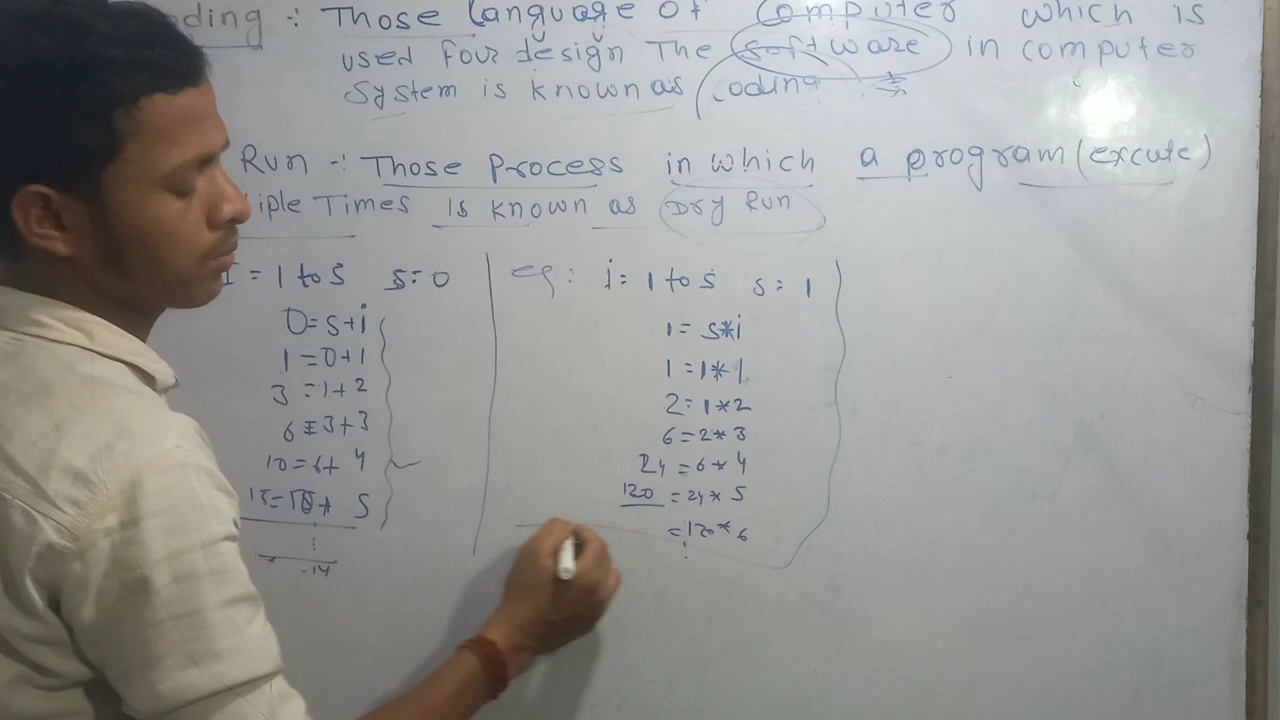 oding :- Those Language of Computer which is
used four design The software in computer
System is known as coding
Run -: Those Process in which a program (excute)
iple Times is known as Dry Run
I = 1 to 5 s=0
0=s+i
1=0+1
3=1+2
6=3+3
10=6+4
15=10+5
eg: i= 1 to 5 s= 1
1= s*i
1=1*1
2=1*2
6=2*3
24=6*4
120=24*5
=120*6